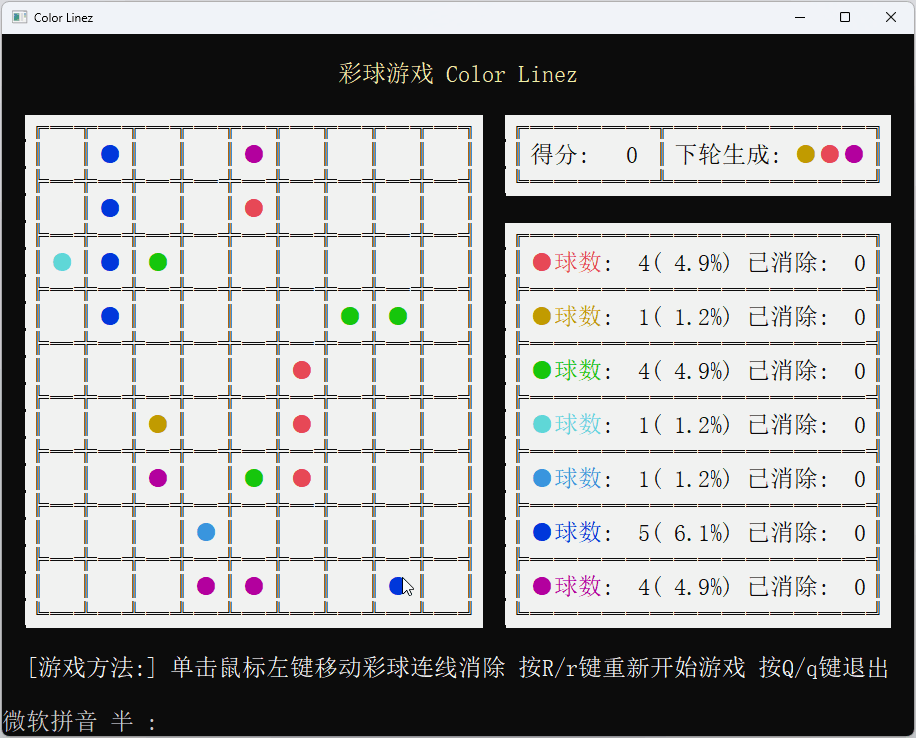 Color Linez
彩球游戏 Color Linez
得分: 0 下轮生成:
球数: 4( 4.9%) 已消除: 0
球数: 1( 1.2%) 已消除: 0
球数: 4( 4.9%) 已消除: 0
球数: 1( 1.2%) 已消除: 0
球数: 1( 1.2%) 已消除: 0
球数: 5( 6.1%) 已消除: 0
球数: 4( 4.9%) 已消除: 0
[游戏方法:] 单击鼠标左键移动彩球连线消除 按R/r键重新开始游戏 按Q/q键退出
微软拼音 半 :